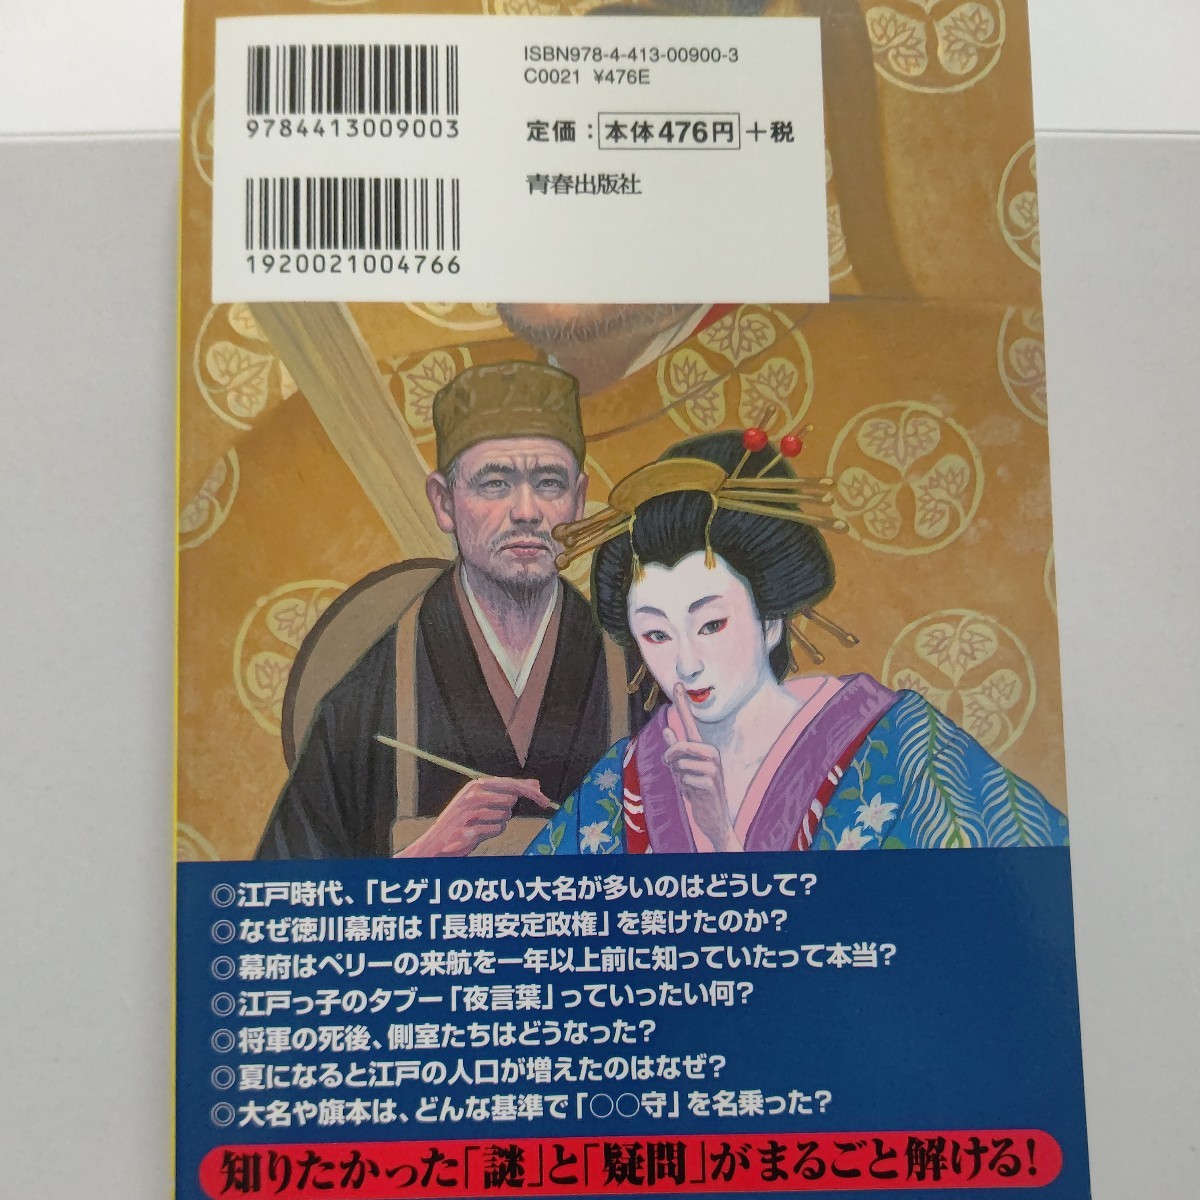 ISBN978-4-413-00900-3
C0021 ¥476E
9784413009003
定価：本体476円＋税
青春出版社
1920021004766
◎江戸時代、「ヒゲ」のない大名が多いのはどうして？
◎なぜ徳川幕府は「長期安定政権」を築けたのか？
◎幕府はペリーの来航を一年以上前に知っていたって本当？
◎江戸っ子のタブー「夜言葉」っていったい何？
◎将軍の死後、側室たちはどうなった？
◎夏になると江戸の人口が増えたのはなぜ？
◎大名や旗本は、どんな基準で「○○守」を名乗った？
知りたかった「謎」と「疑問」がまるごと解ける！